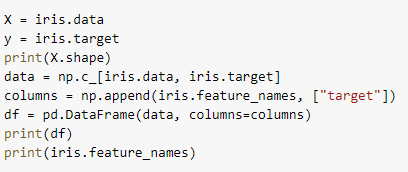 X = iris.data
y = iris.target
print(X.shape)
data = np.c_[iris.data, iris.target]
columns = np.append(iris.feature_names, ["target"])
df = pd.DataFrame(data, columns=columns)
print(df)
print(iris.feature_names)